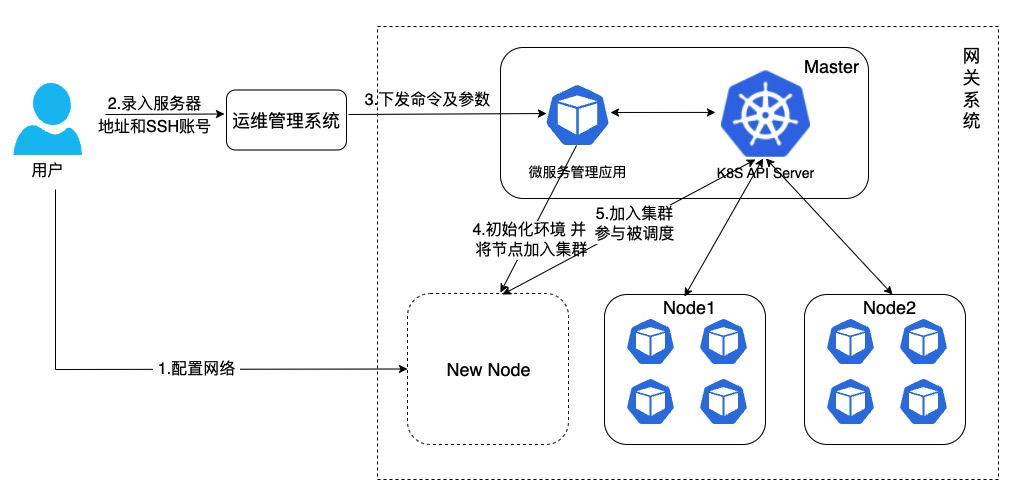 网
关
系
统
Master
2.录入服务器
地址和SSH账号
运维管理系统
3.下发命令及参数
用户
微服务管理应用
K8S API Server
4.初始化环境 并
将节点加入集群
5.加入集群
参与被调度
1.配置网络
New Node
Node1
Node2